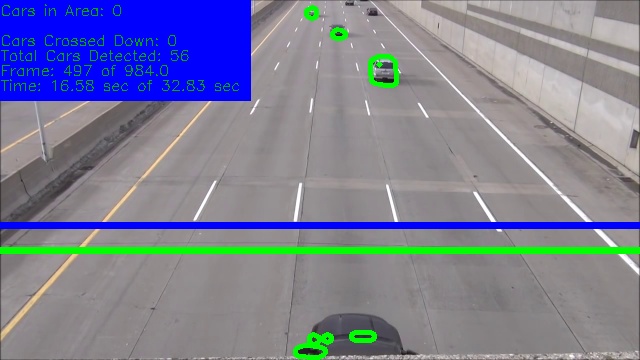 Cars in Area: 0
Cars Crossed Down: 0
Total Cars Detected: 56
Frame: 497 of 984.0
Time: 16.58 sec of 32.83 sec